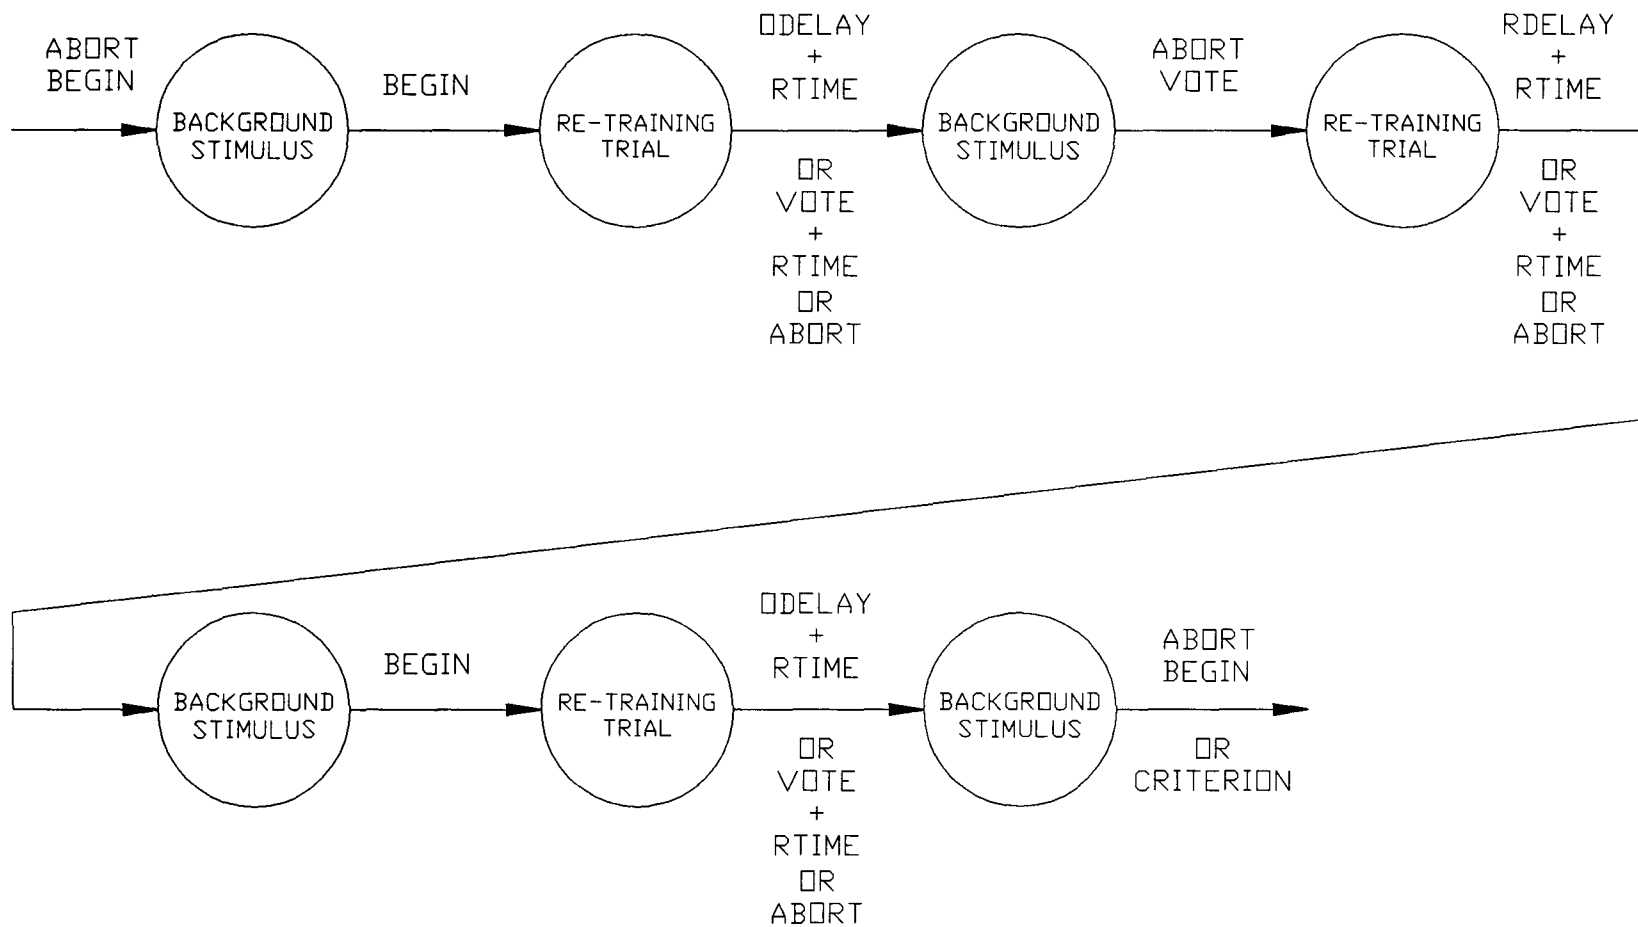 ABORT
BEGIN
BACKGROUND
STIMULUS
BEGIN
RE-TRAINING
TRIAL
ODELAY
+
RTIME
OR
VOTE
+
RTIME
OR
ABORT
BACKGROUND
STIMULUS
ABORT
VOTE
RE-TRAINING
TRIAL
RDELAY
+
RTIME
OR
VOTE
+
RTIME
OR
ABORT
BACKGROUND
STIMULUS
BEGIN
RE-TRAINING
TRIAL
ODELAY
+
RTIME
OR
VOTE
+
RTIME
OR
ABORT
BACKGROUND
STIMULUS
ABORT
BEGIN
OR
CRITERION